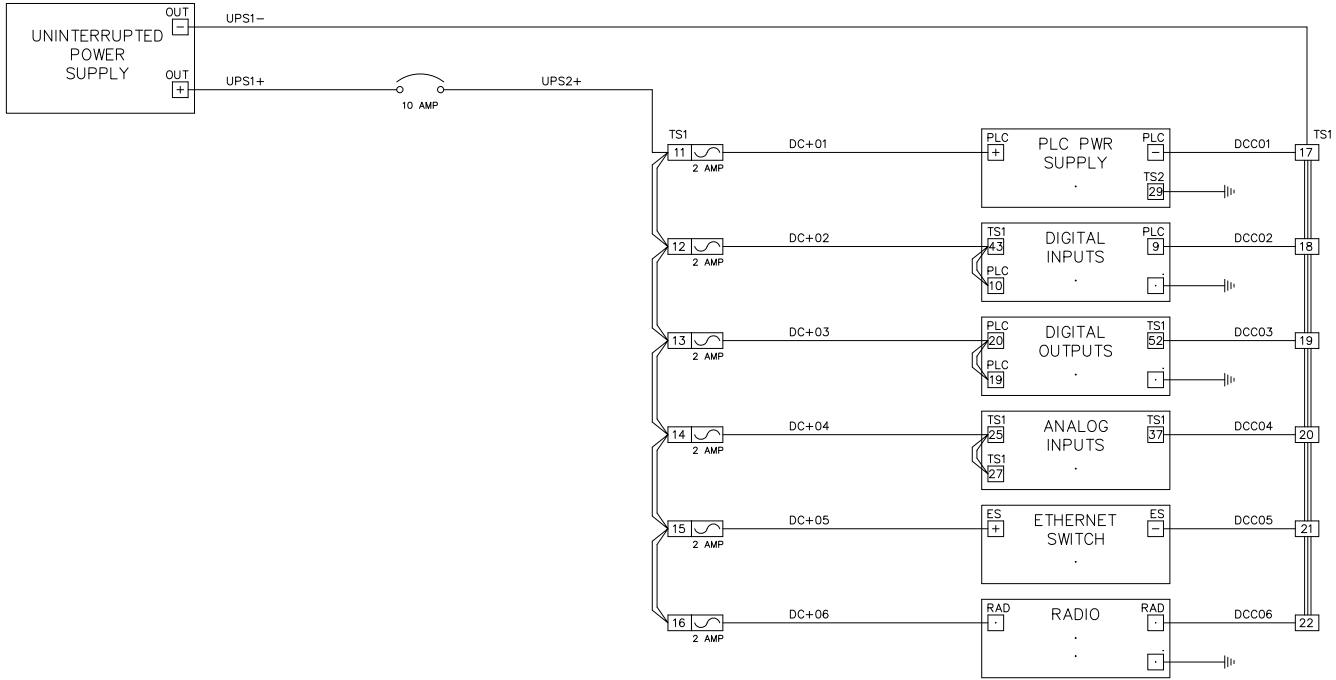 OUT
UPS1-
UNINTERRUPTED
POWER
SUPPLY
-
OUT
UPS1+
UPS2+
+
10 AMP
TS1
PLC
PLC PWR
SUPPLY
PLC
TS1
11
DC+01
+
-
DCC01
17
2 AMP
.
TS2
29
TS1
DIGITAL
INPUTS
PLC
12
DC+02
43
9
DCC02
18
2 AMP
PLC
10
.
.
.
PLC
DIGITAL
OUTPUTS
TS1
13
DC+03
20
52
DCC03
19
2 AMP
PLC
19
.
.
.
TS1
ANALOG
INPUTS
TS1
14
DC+04
25
37
DCC04
20
2 AMP
TS1
27
.
ES
ETHERNET
SWITCH
ES
15
DC+05
+
-
DCC05
21
2 AMP
.
RAD
RADIO
RAD
16
DC+06
.
.
.
DCC06
22
2 AMP
.
.
.